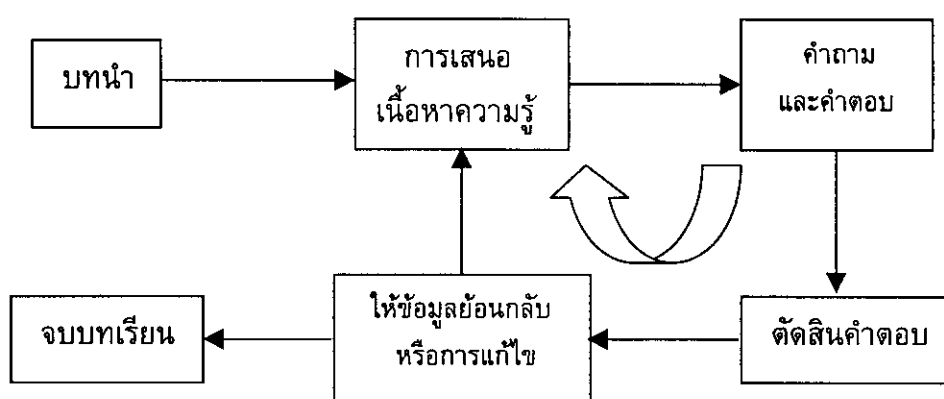 บทนำ
การเสนอ
เนื้อหาความรู้
คำถาม
และคำตอบ
ตัดสินคำตอบ
ให้ข้อมูลย้อนกลับ
หรือการแก้ไข
จบบทเรียน